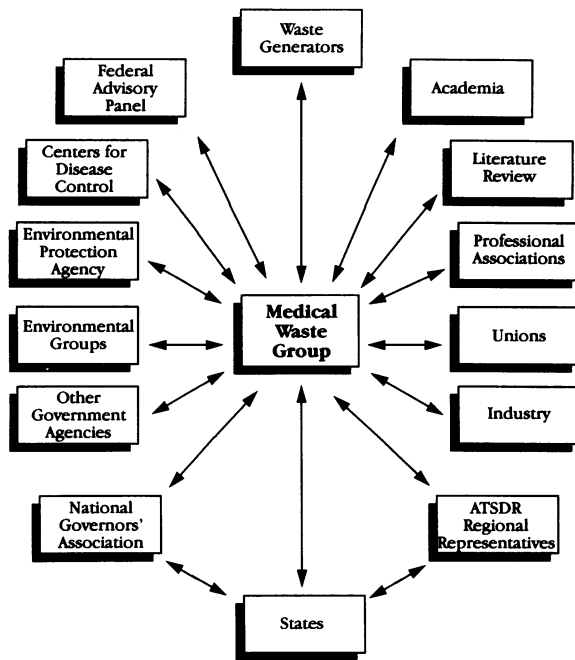 Waste
Generators
Federal
Advisory
Panel
Academia
Centers for
Disease
Control
Literature
Review
Environmental
Protection
Agency
Professional
Associations
Medical
Waste
Group
Environmental
Groups
Unions
Other
Government
Agencies
Industry
National
Governors'
Association
ATSDR
Regional
Representatives
States